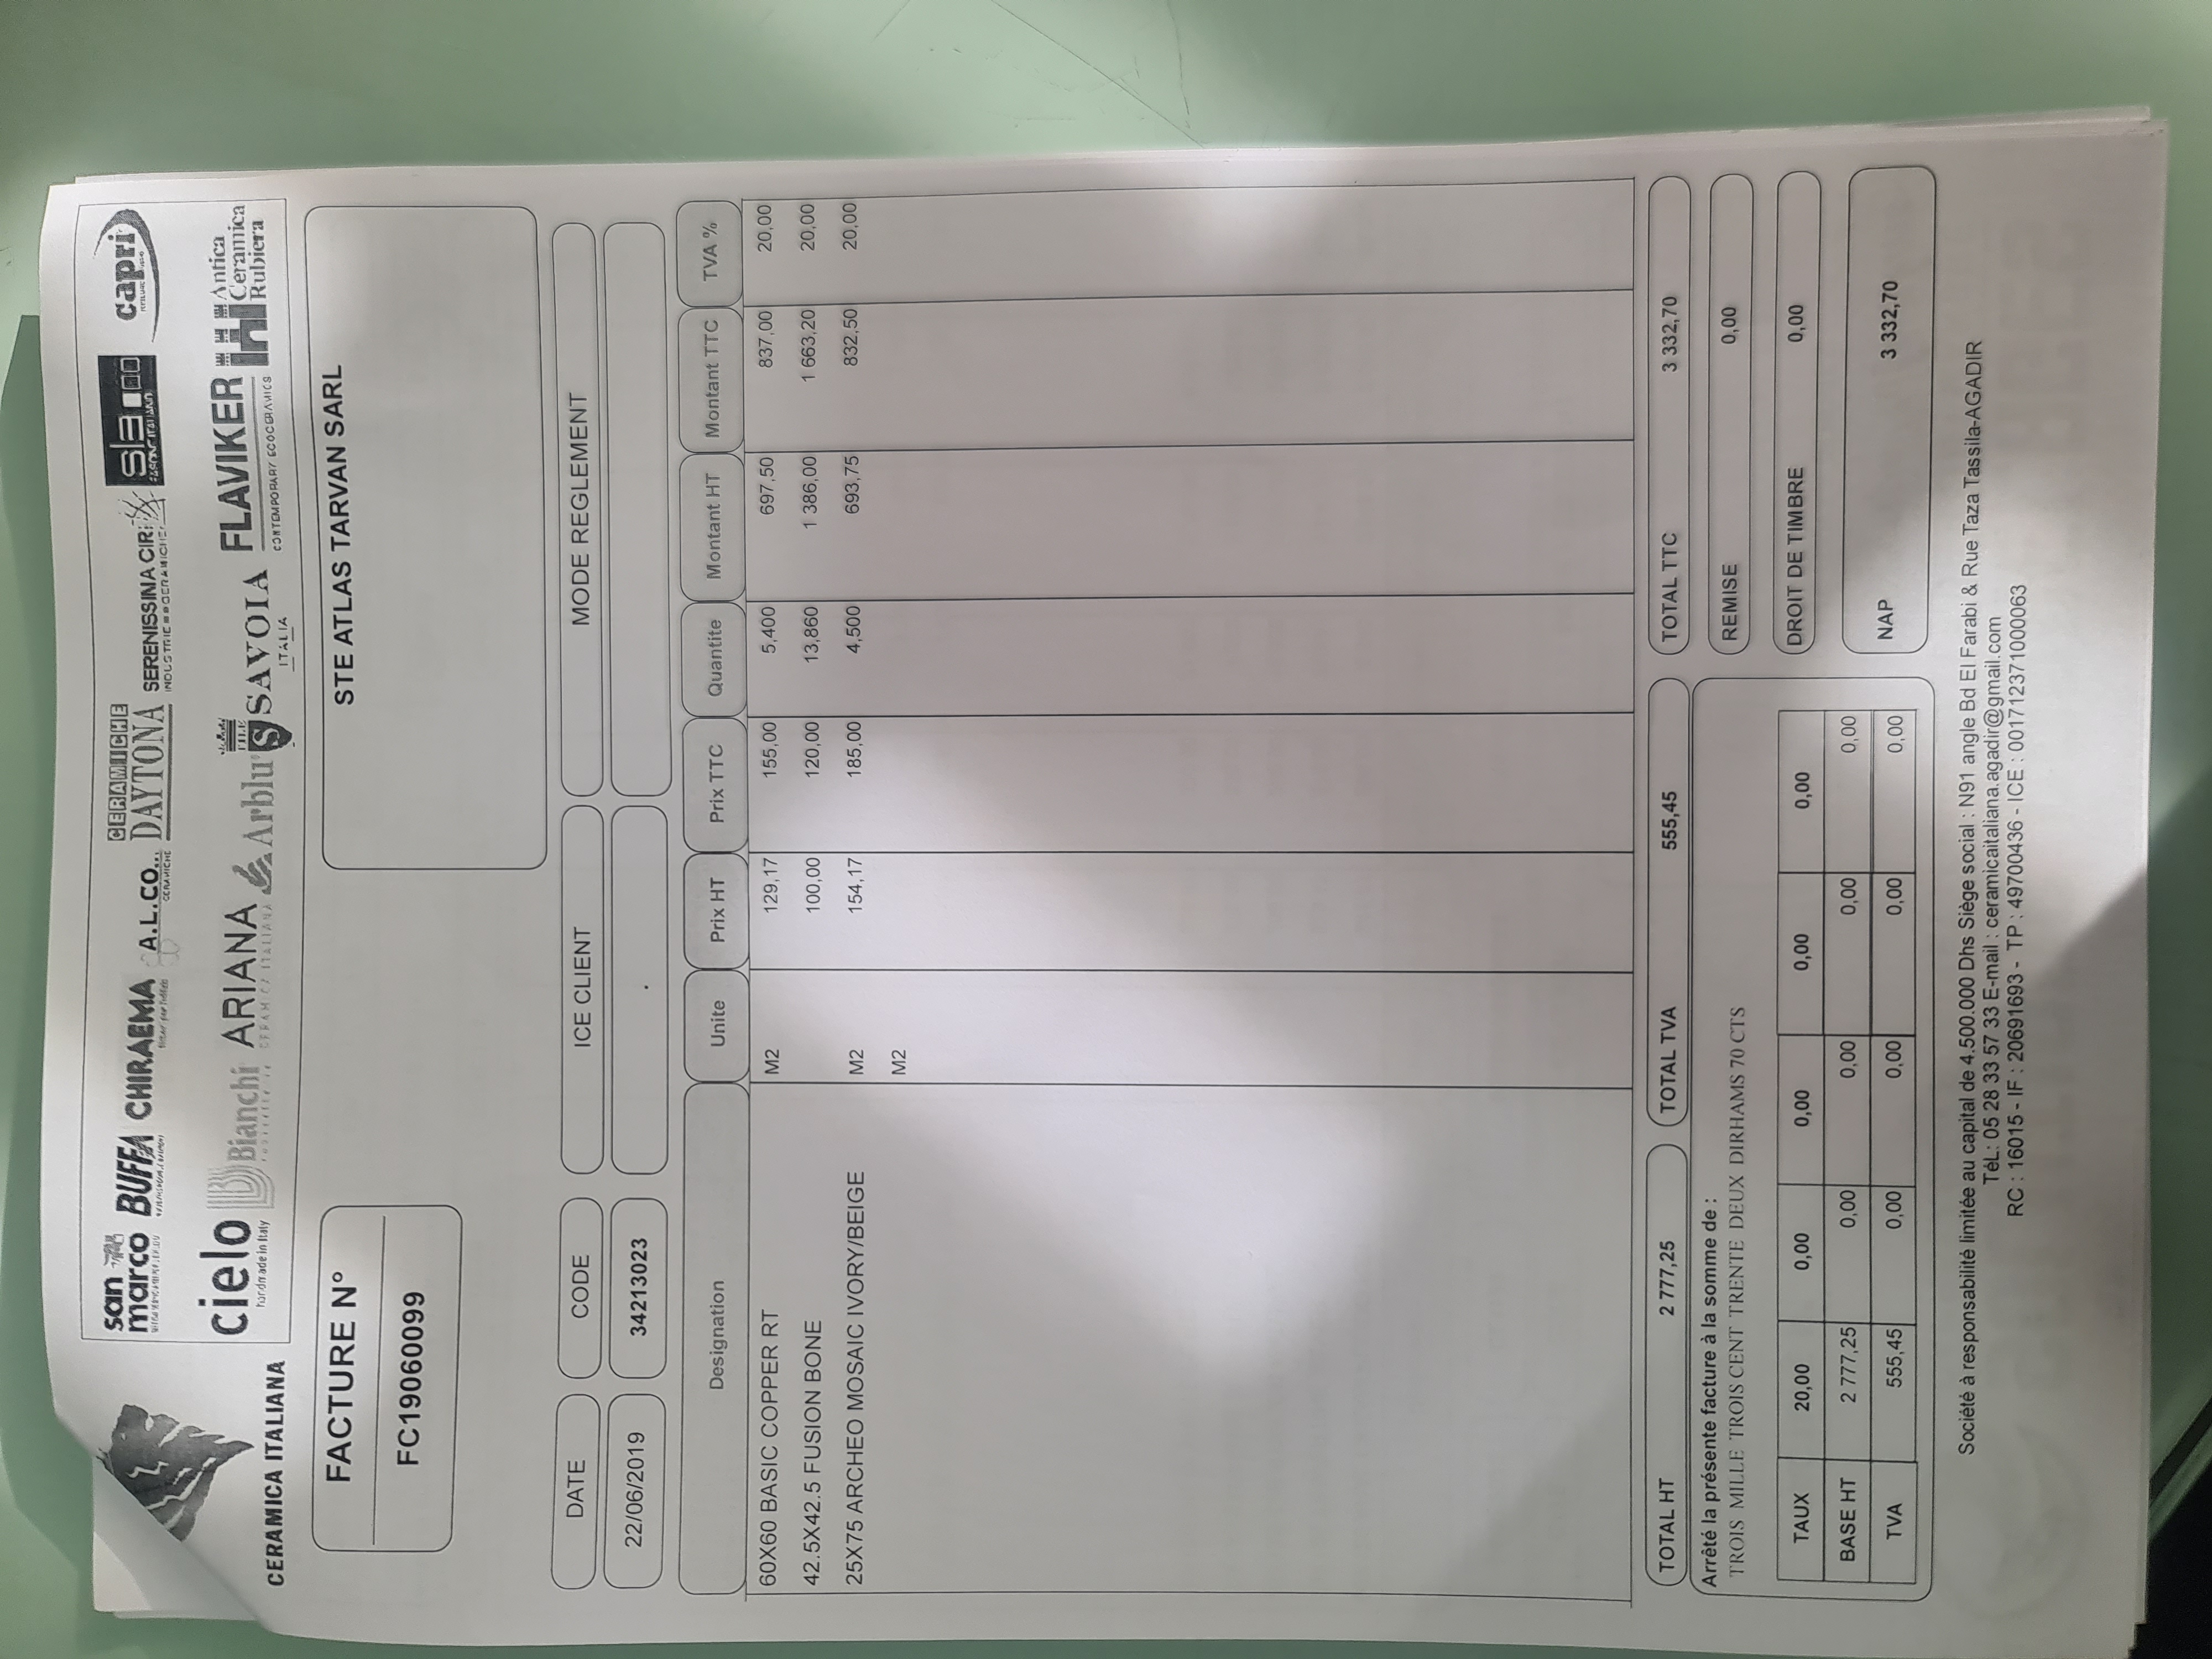 CERAMICA ITALIANA
san marco
BUFFA
CHIRAEMA
A.L.CO...
CERAMICHE
CERAMICHE
DAYTONA
SERENISSINA CIR
INDUSTRIE CERAMICHE
capri
cielo
handmade in Italy
Bianchi
ARIANA
CERAMICA ITALIANA
Arblu
SAVOIA
ITALIA
FLAVIKER
CONTEMPORARY ECOCERAMICS
Antica
Ceramica
Rubiera
FACTURE N°
FC19060099
STE ATLAS TARVAN SARL
DATE CODE ICE CLIENT MODE REGLEMENT
22/06/2019 34213023 .
Designation Unite Prix HT Prix TTC Quantite Montant HT Montant TTC TVA %
60X60 BASIC COPPER RT M2 129,17 155,00 5,400 697,50 837,00 20,00
42.5X42.5 FUSION BONE 100,00 120,00 13,860 1 386,00 1 663,20 20,00
25X75 ARCHEO MOSAIC IVORY/BEIGE M2 154,17 185,00 4,500 693,75 832,50 20,00
M2
TOTAL HT 2 777,25 TOTAL TVA 555,45 TOTAL TTC 3 332,70
Arrêté la présente facture à la somme de :
TROIS MILLE TROIS CENT TRENTE DEUX DIRHAMS 70 CTS
REMISE 0,00
TAUX 20,00 0,00 0,00 0,00 0,00
DROIT DE TIMBRE 0,00
BASE HT 2 777,25 0,00 0,00 0,00 0,00
TVA 555,45 0,00 0,00 0,00 0,00
NAP 3 332,70
Société à responsabilité limitée au capital de 4.500.000 Dhs Siège social : N91 angle Bd El Farabi & Rue Taza Tassila-AGADIR
TéL: 05 28 33 57 33 E-mail : ceramicaitaliana.agadir@gmail.com
RC : 16015 - IF : 20691693 - TP : 49700436 - ICE : 001712371000063